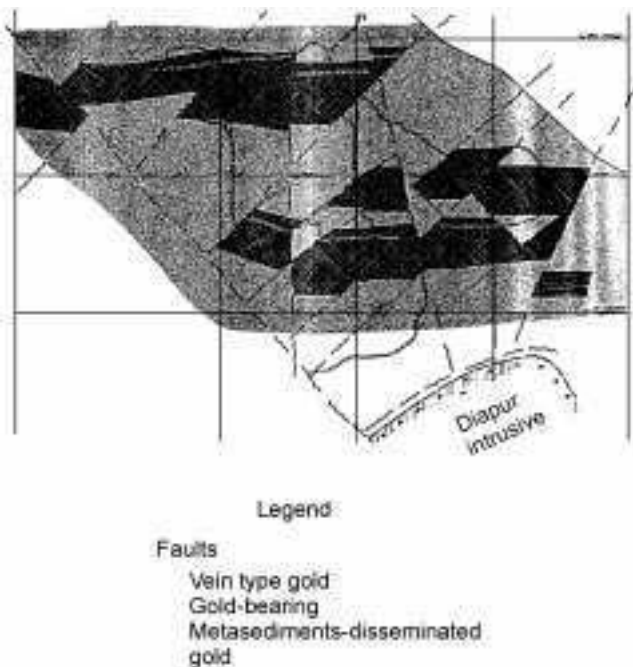 Diapur
intrusive
Legend
Faults
Vein type gold
Gold-bearing
Metasediments-disseminated
gold